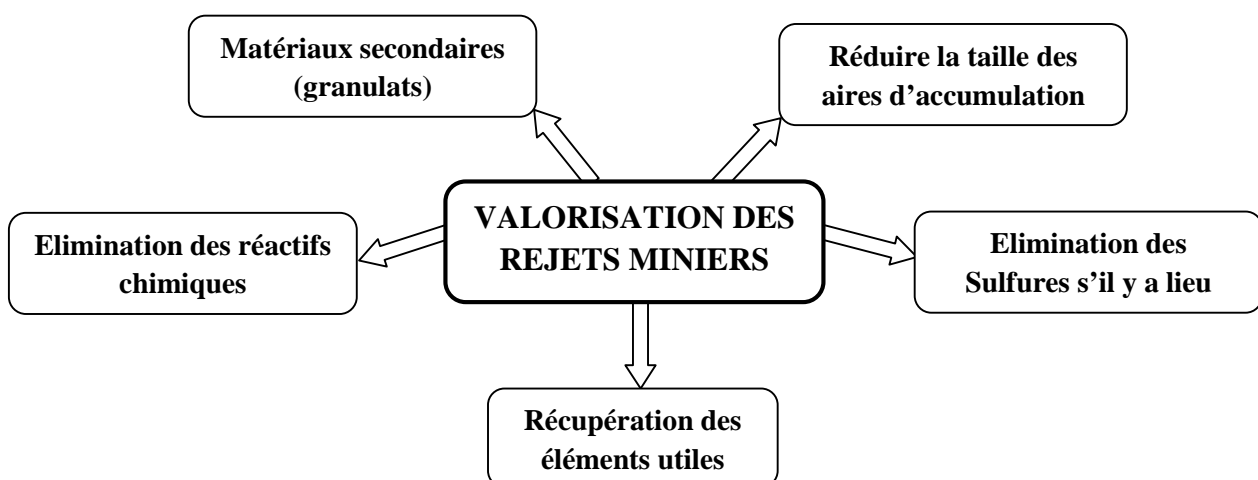 Matériaux secondaires
(granulats)
Réduire la taille des
aires d’accumulation
VALORISATION DES
REJETS MINIERS
Elimination des réactifs
chimiques
Elimination des
Sulfures s’il y a lieu
Récupération des
éléments utiles